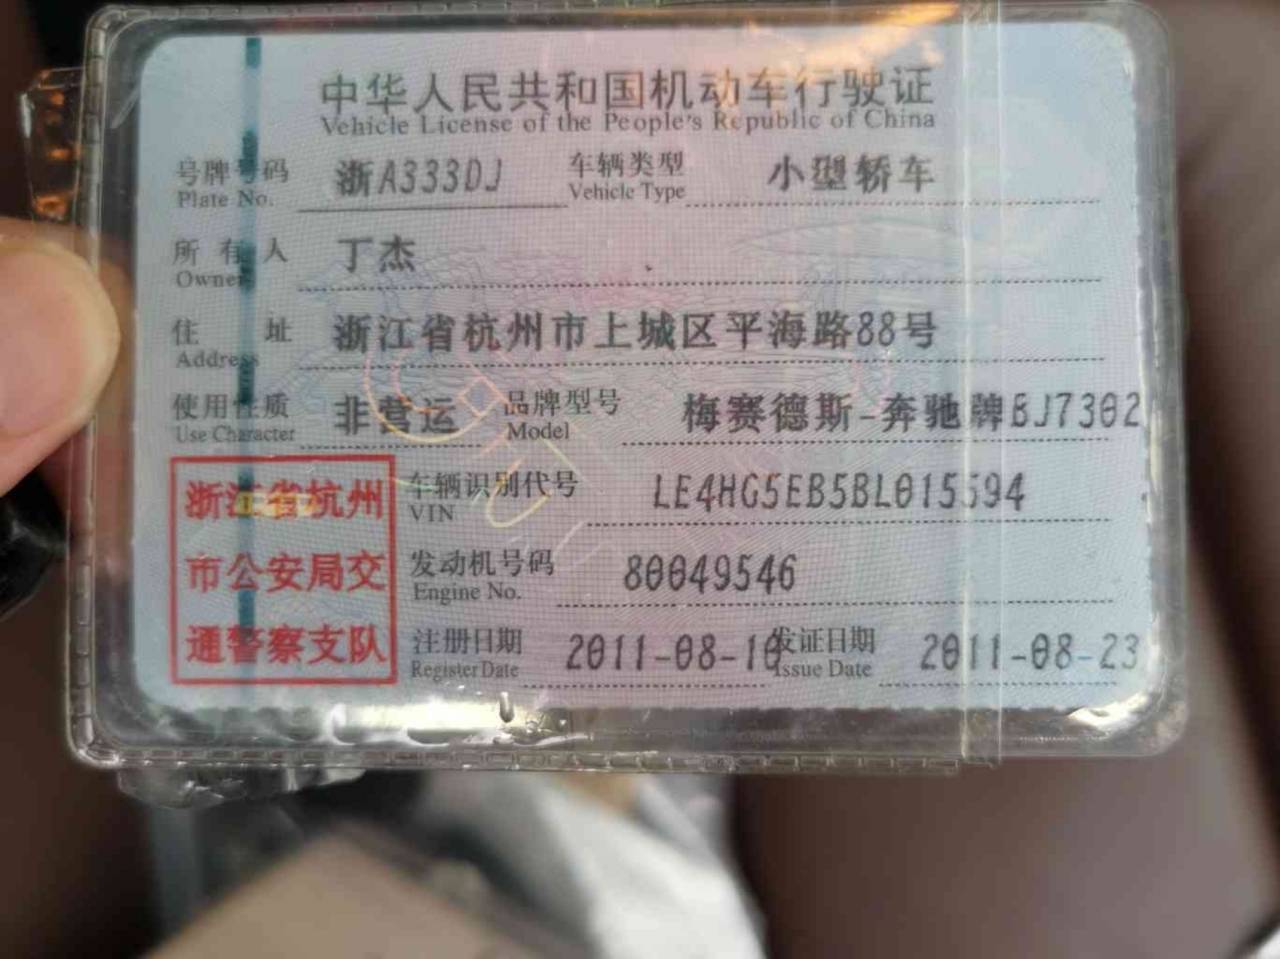 中华人民共和国机动车行驶证
Vehicle License of the People's Republic of China
号牌号码 浙A333DJ 车辆类型 小型轿车
Plate No. Vehicle Type
所有人 丁杰
Owner
住址 浙江省杭州市上城区平海路88号
Address
使用性质 非营运 品牌型号 梅赛德斯-奔驰牌BJ7302
Use Character Model
浙江省杭州
市公安局交
通警察支队
车辆识别代号 LE4HG5EB5BL015594
VIN
发动机号码 80049546
Engine No.
注册日期 2011-08-10 发证日期 2011-08-23
Register Date Issue Date